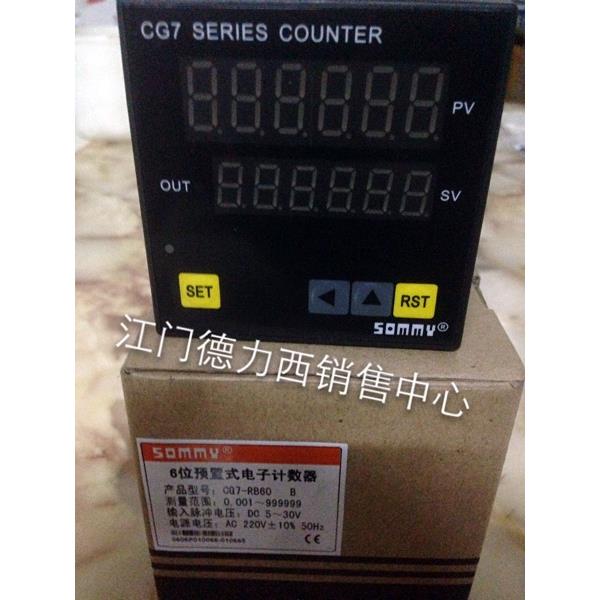 CG7 SERIES COUNTER
PV
OUT
SV
SET
RST
sommy®
江门德力西销售中心
sommy®
6位预置式电子计数器
产品型号: CG7-RB60 B
测量范围: 0.001~999999
输入脉冲电压: DC 5~30V
电源电压: AC 220V±10% 50Hz
CE